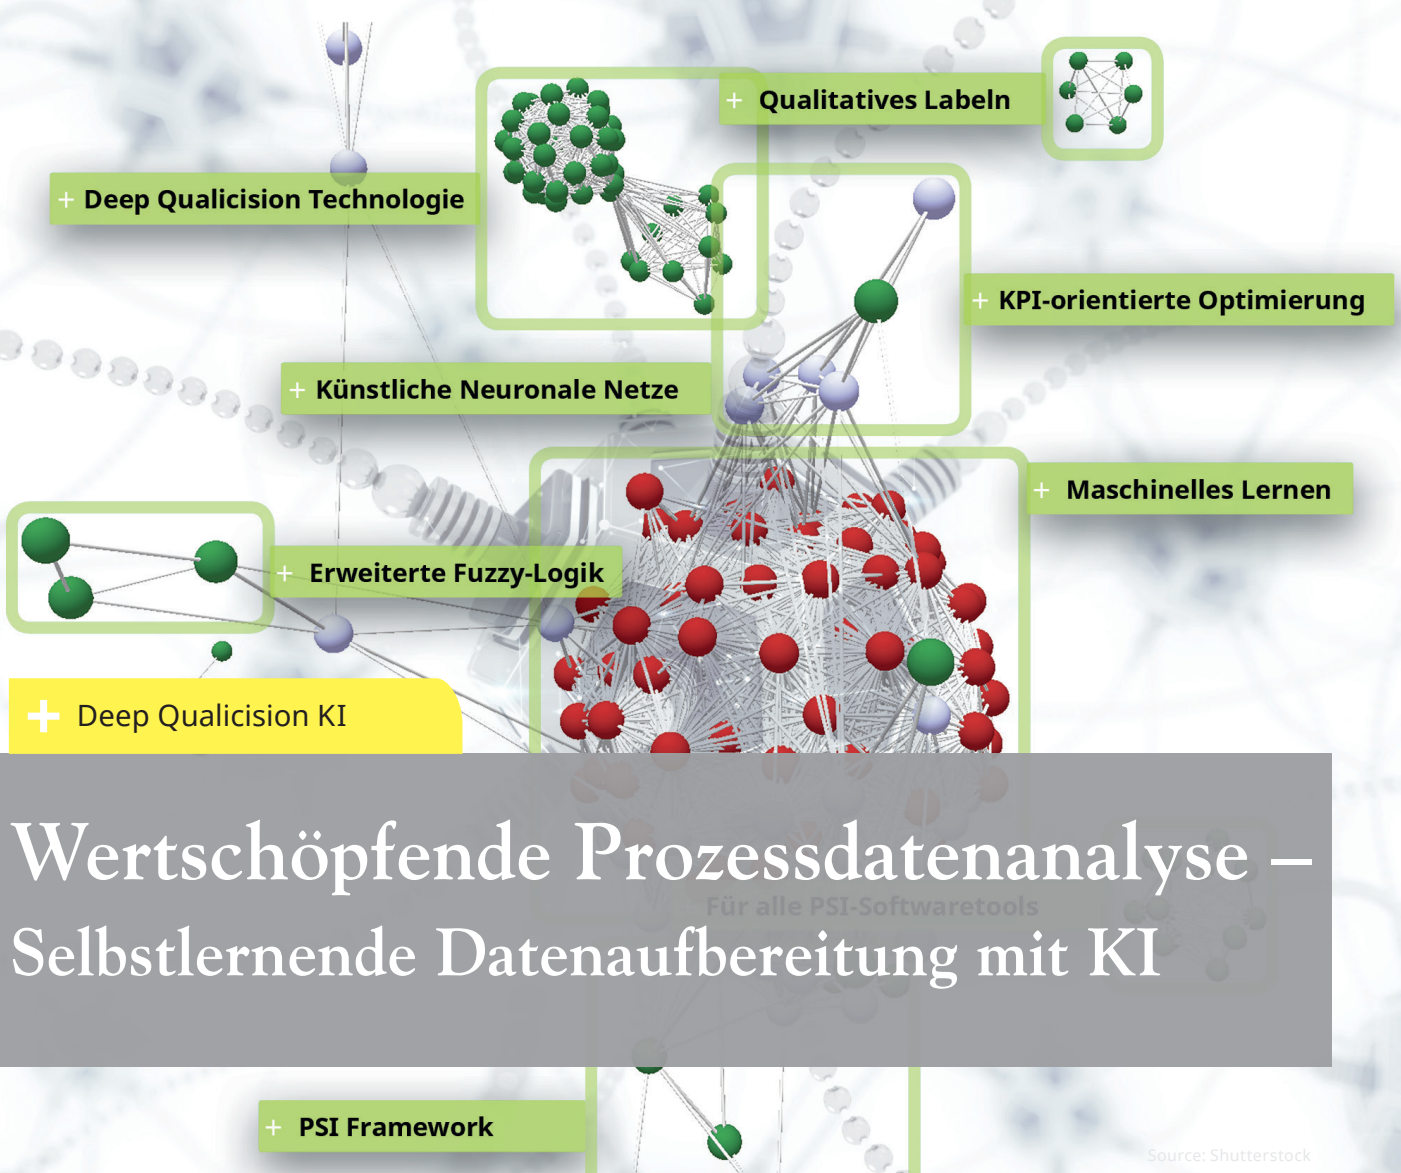 + Qualitatives Labeln
+ Deep Qualicision Technologie
+ KPI-orientierte Optimierung
+ Künstliche Neuronale Netze
+ Maschinelles Lernen
+ Erweiterte Fuzzy-Logik
+ Deep Qualicision KI
Wertschöpfende Prozessdatenanalyse –
Für alle PSI-Softwaretools
Selbstlernende Datenaufbereitung mit KI
+ PSI Framework
Source: Shutterstock